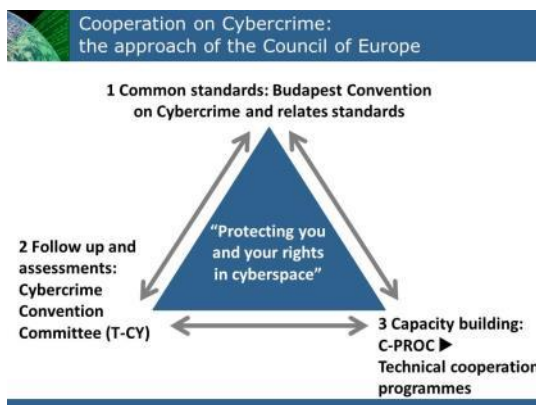 Cooperation on Cybercrime:
the approach of the Council of Europe
1 Common standards: Budapest Convention
on Cybercrime and relates standards
“Protecting you
and your rights
in cyberspace”
2 Follow up and
assessments:
Cybercrime
Convention
Committee (T-CY)
3 Capacity building:
C-PROC ▶
Technical cooperation
programmes